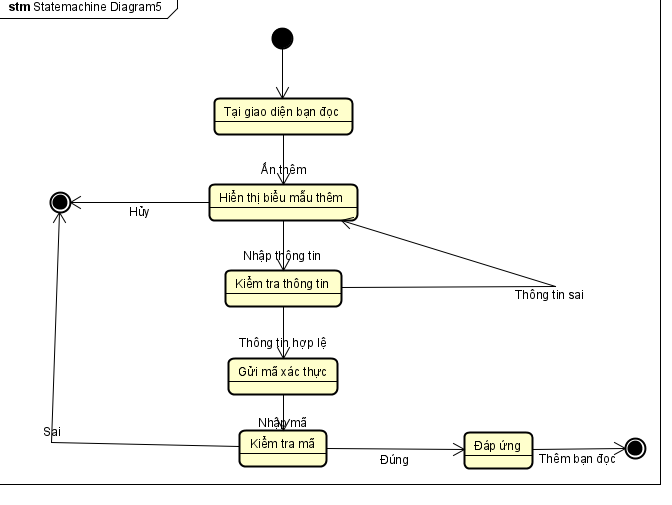 stm Statemachine Diagram5
Tại giao diện bạn đọc
Ấn thêm
Hiển thị biểu mẫu thêm
Hủy
Nhập thông tin
Kiểm tra thông tin
Thông tin sai
Thông tin hợp lệ
Gửi mã xác thực
Nhập mã
Sai
Kiểm tra mã
Đúng
Đáp ứng
Thêm bạn đọc